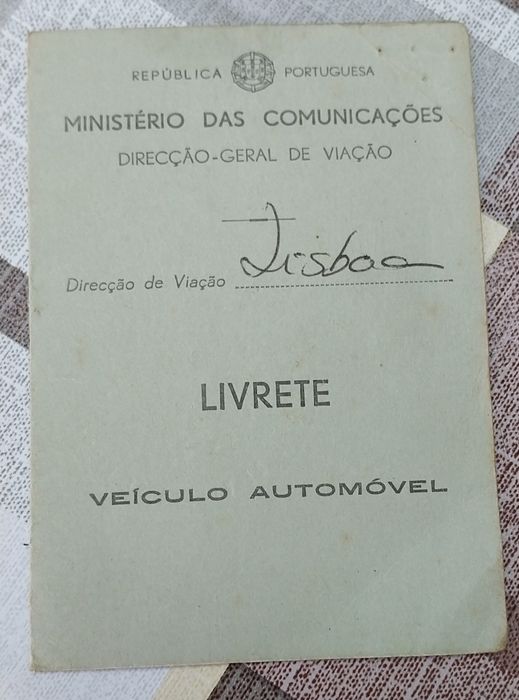 REPÚBLICA PORTUGUESA
MINISTÉRIO DAS COMUNICAÇÕES
DIRECÇÃO-GERAL DE VIAÇÃO
Direcção de Viação Lisboa
LIVRETE
VEÍCULO AUTOMÓVEL